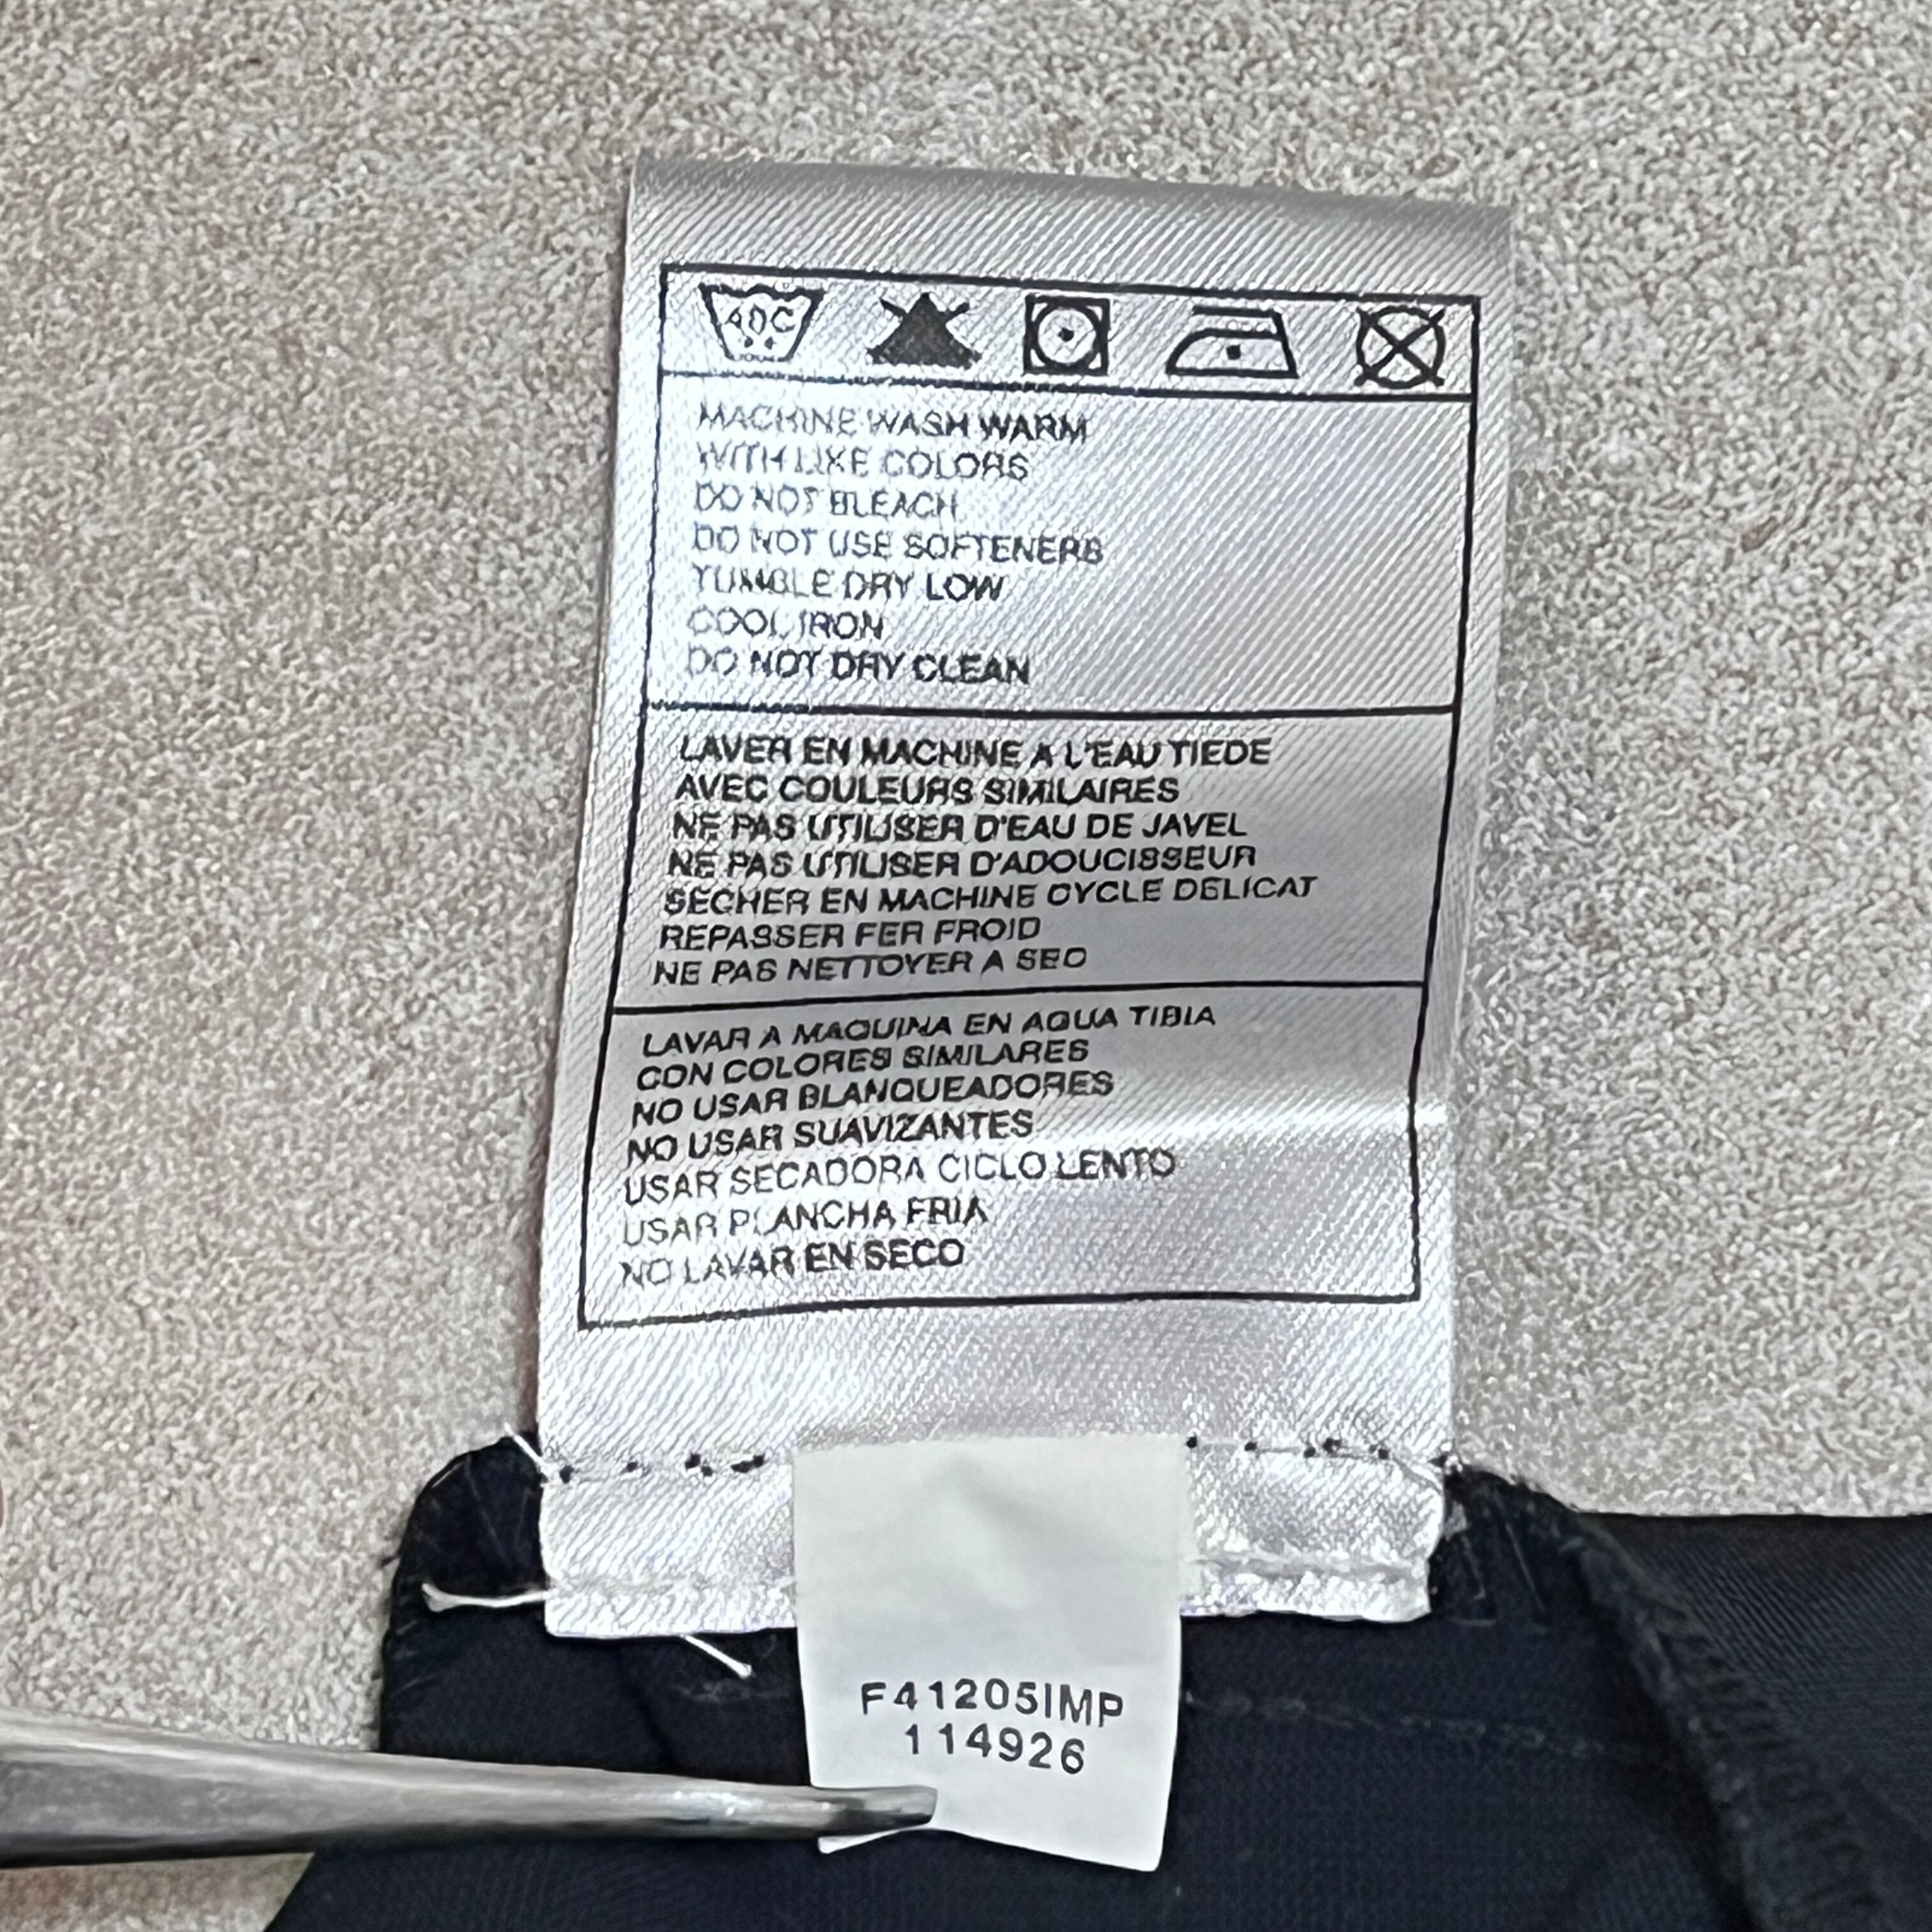 40C
MACHINE WASH WARM
WITH LIKE COLORS
DO NOT BLEACH
DO NOT USE SOFTENERS
TUMBLE DRY LOW
COOL IRON
DO NOT DRY CLEAN
LAVER EN MACHINE A L'EAU TIEDE
AVEC COULEURS SIMILAIRES
NE PAS UTILISER D'EAU DE JAVEL
NE PAS UTILISER D'ADOUCISSEUR
SECHER EN MACHINE CYCLE DELICAT
REPASSER FER FROID
NE PAS NETTOYER A SEC
LAVAR A MAQUINA EN AGUA TIBIA
CON COLORES SIMILARES
NO USAR BLANQUEADORES
NO USAR SUAVIZANTES
USAR SECADORA CICLO LENTO
USAR PLANCHA FRIA
NO LAVAR EN SECO
F41205IMP
114926